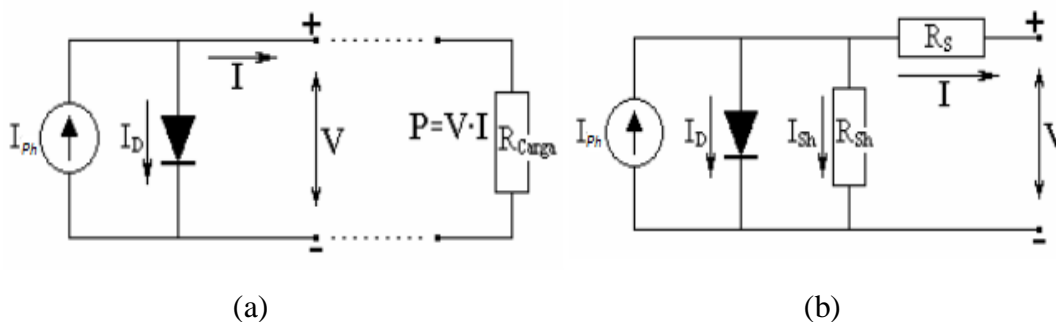 +
I
I_Ph
I_D
V
P=V·I
R_Carga
-
(a)
R_S
+
I
I_Ph
I_D
I_Sh
R_Sh
V
-
(b)